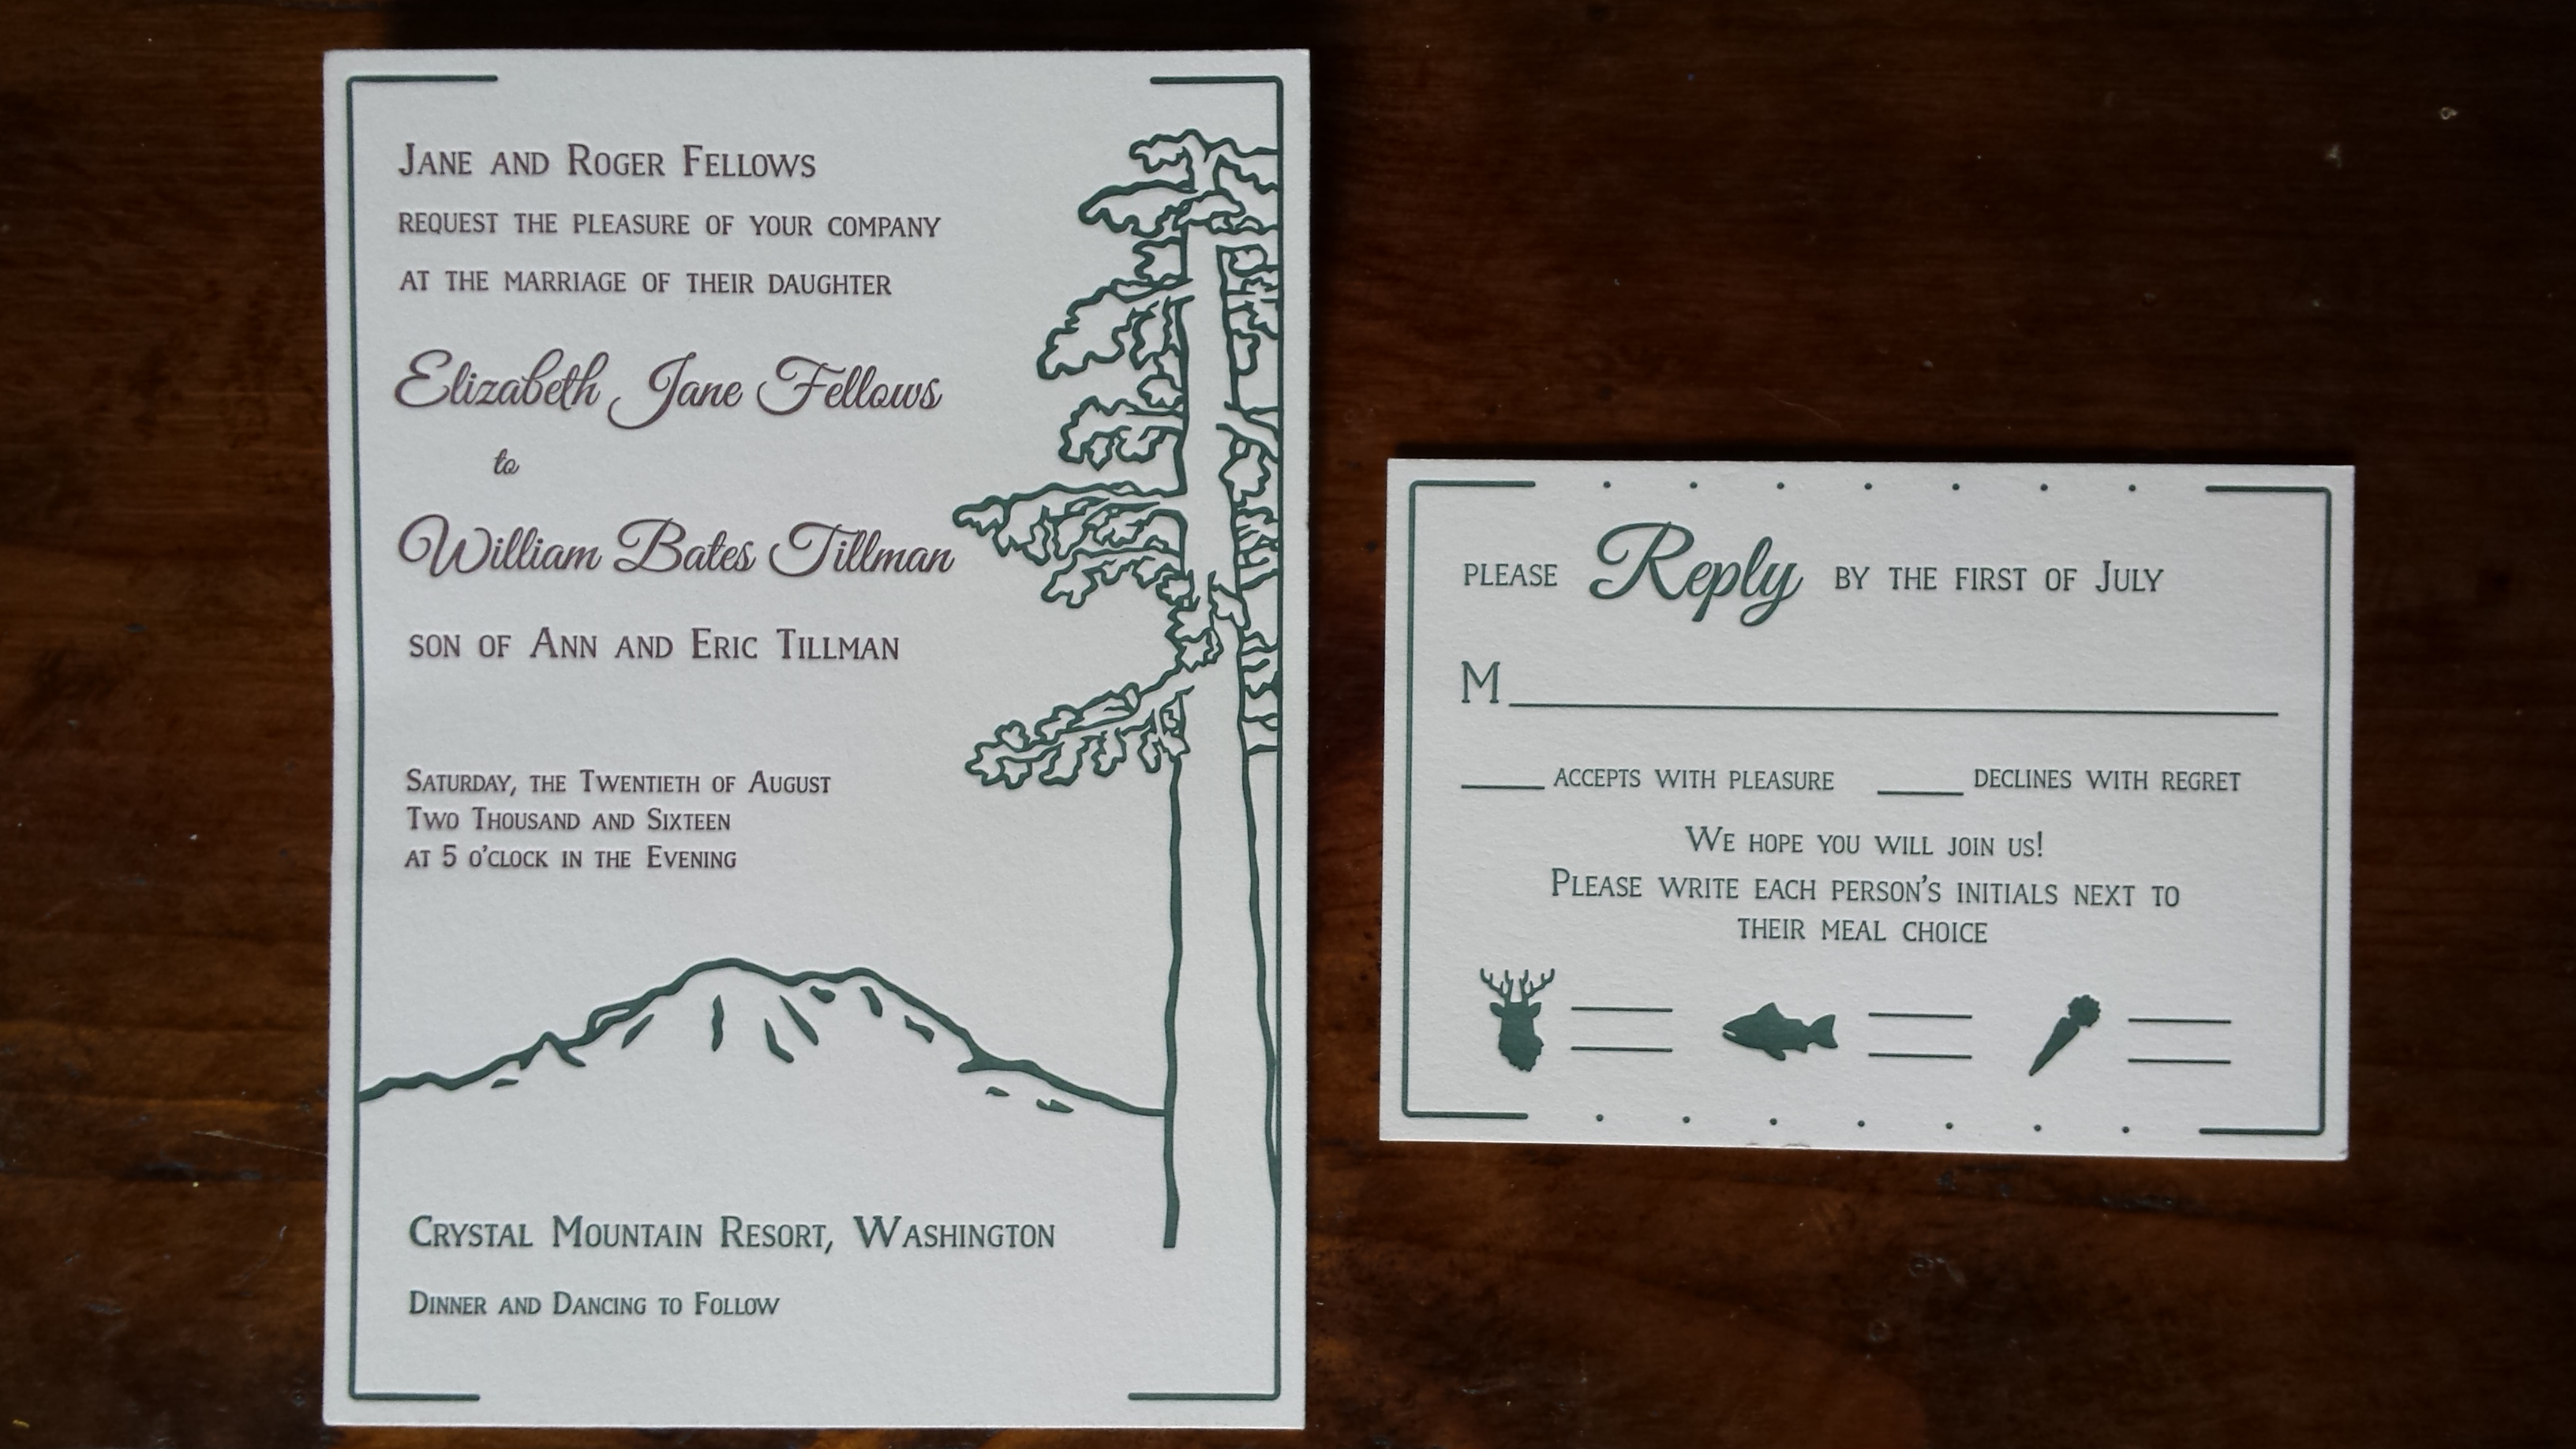 Jane and Roger Fellows
request the pleasure of your company
at the marriage of their daughter
Elizabeth Jane Fellows
to
William Bates Tillman
son of Ann and Eric Tillman
Saturday, the Twentieth of August
Two Thousand and Sixteen
at 5 o'clock in the Evening
Crystal Mountain Resort, Washington
Dinner and Dancing to Follow
please Reply by the first of July
M
accepts with pleasure declines with regret
We hope you will join us!
Please write each person's initials next to
their meal choice